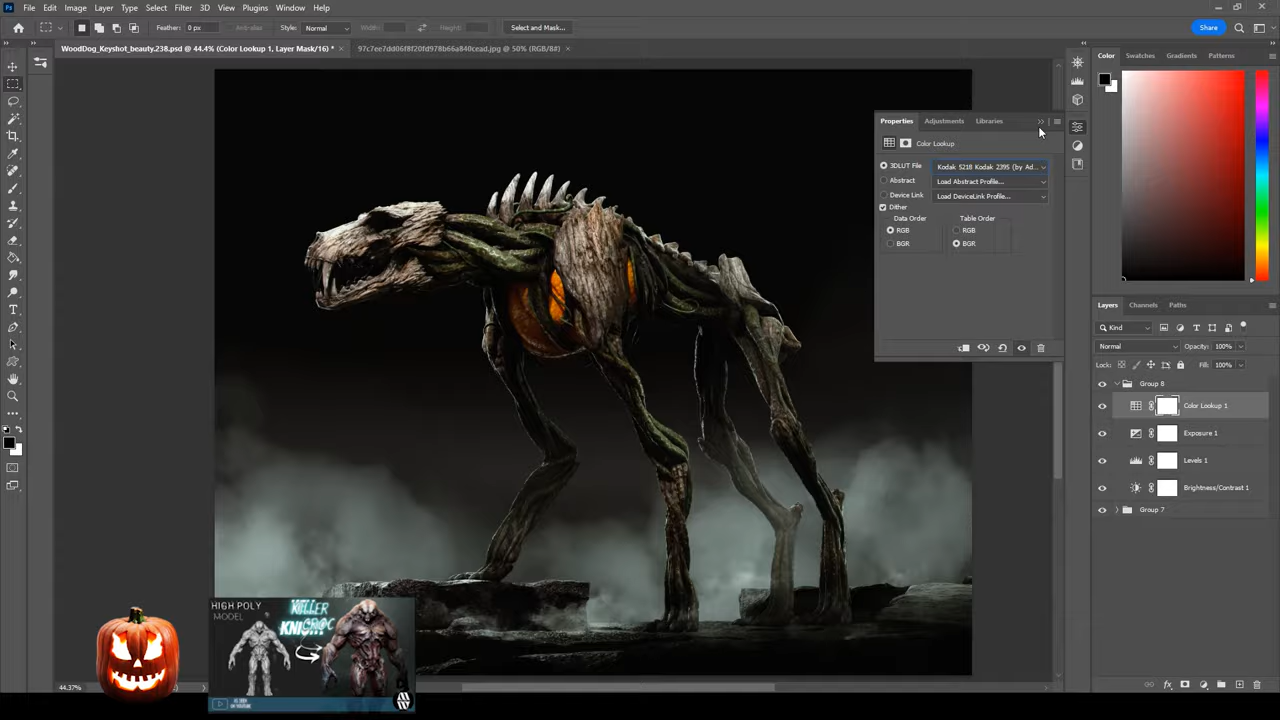 File Edit Image Layer Type Select Filter 3D View Plugins Window Help
Feather: 0 px Antialias Style: Normal Width: Height: Select and Mask... Share
WoodDog_Keyshot_beauty.238.psd @ 44.4% (Color Lookup 1, Layer Mask/16) * × 97c7ee7dd06f8f20fd978b66a840cead.jpg @ 50% (RGB/8#) ×
Color Swatches Gradients Patterns
Properties Adjustments Libraries
Color Lookup
3DLUT File Kodak 5218 Kodak 2395 (by Ad...
Abstract Load Abstract Profile...
Device Link Load DeviceLink Profile...
Dither
Data Order Table Order
RGB RGB
BGR BGR
Layers Channels Paths
Kind
Normal Opacity: 100%
Lock: Fill: 100%
Group 8
Color Lookup 1
Exposure 1
Levels 1
Brightness/Contrast 1
Group 7
HIGH POLY
MODEL
KILLER
CROC
KNIGHT
44.37%